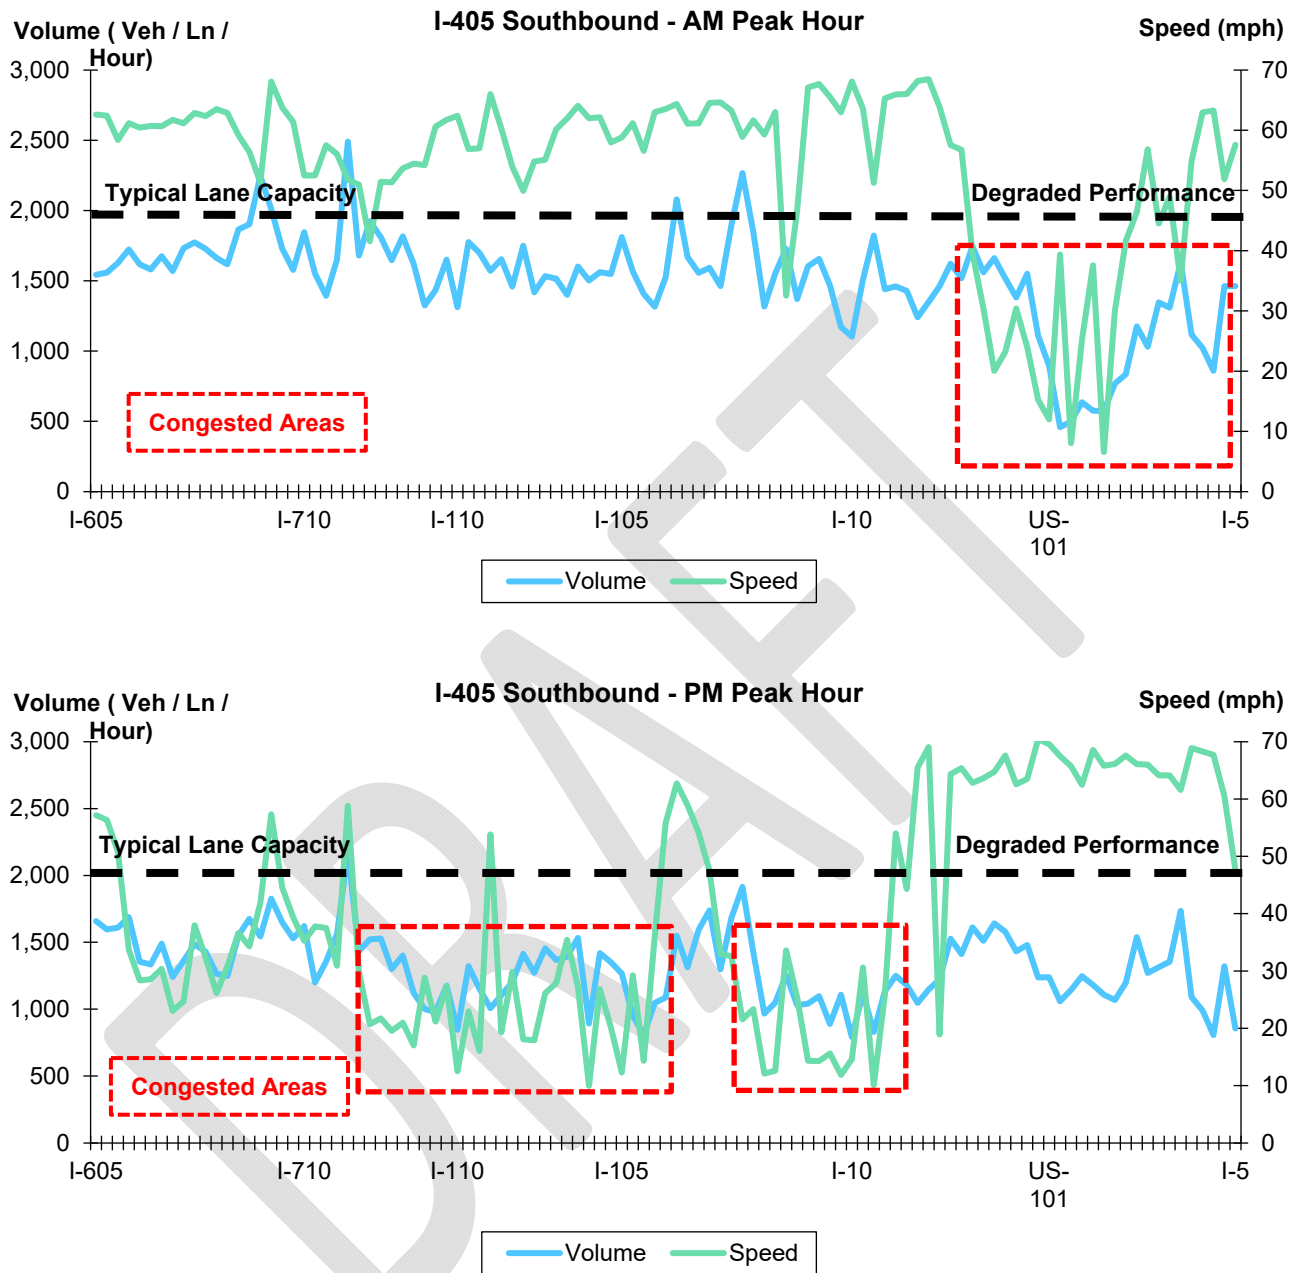 I-405 Southbound - AM Peak Hour
Volume ( Veh / Ln /
Hour)
Speed (mph)
3,000
2,500
2,000
1,500
1,000
500
0
70
60
50
40
30
20
10
0
Typical Lane Capacity
Degraded Performance
Congested Areas
I-605
I-710
I-110
I-105
I-10
US-
101
I-5
Volume
Speed
I-405 Southbound - PM Peak Hour
Volume ( Veh / Ln /
Hour)
Speed (mph)
3,000
2,500
2,000
1,500
1,000
500
0
70
60
50
40
30
20
10
0
Typical Lane Capacity
Degraded Performance
Congested Areas
I-605
I-710
I-110
I-105
I-10
US-
101
I-5
Volume
Speed
DRAFT